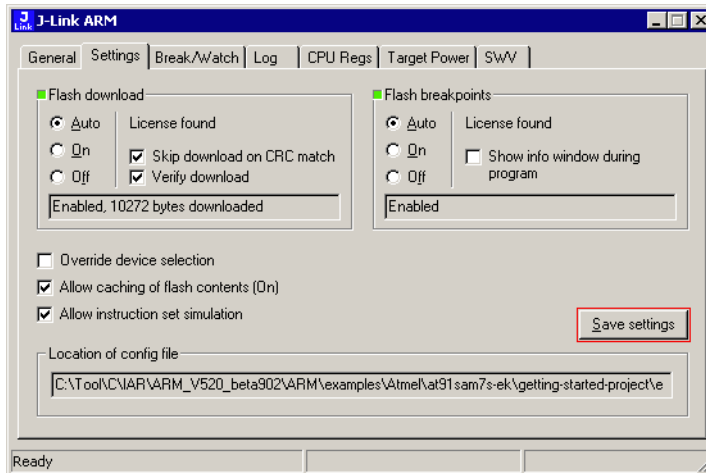 J
Link
J-Link ARM
General Settings Break/Watch Log CPU Regs Target Power SWV
Flash download
Auto License found
On Skip download on CRC match
Off Verify download
Enabled, 10272 bytes downloaded
Flash breakpoints
Auto License found
On Show info window during
Off program
Enabled
Override device selection
Allow caching of flash contents (On)
Allow instruction set simulation
Save settings
Location of config file
C:\Tool\C\IAR\ARM_V520_beta902\ARM\examples\Atmel\at91sam7s-ek\getting-started-project\e
Ready